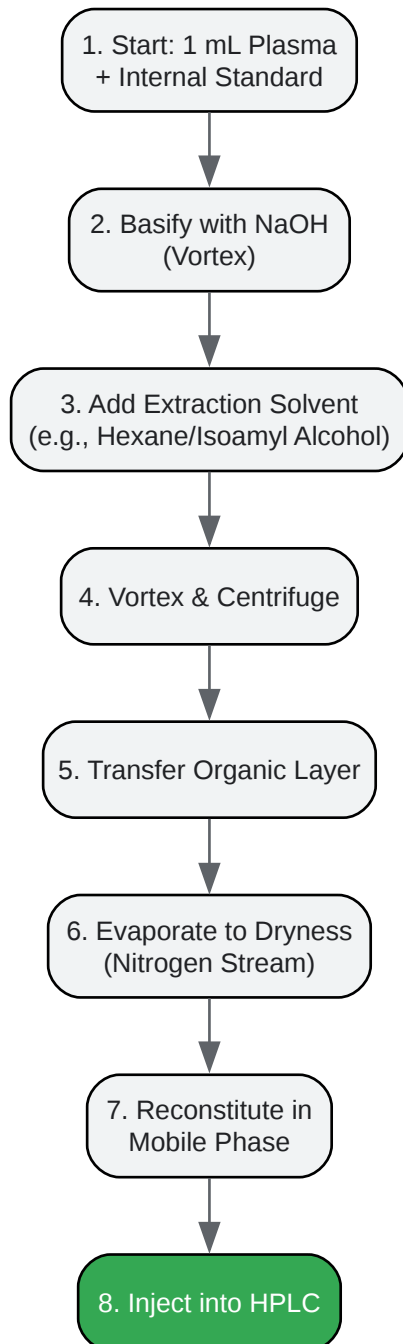 1. Start: 1 mL Plasma
+ Internal Standard
2. Basify with NaOH
(Vortex)
3. Add Extraction Solvent
(e.g., Hexane/Isoamyl Alcohol)
4. Vortex & Centrifuge
5. Transfer Organic Layer
6. Evaporate to Dryness
(Nitrogen Stream)
7. Reconstitute in
Mobile Phase
8. Inject into HPLC